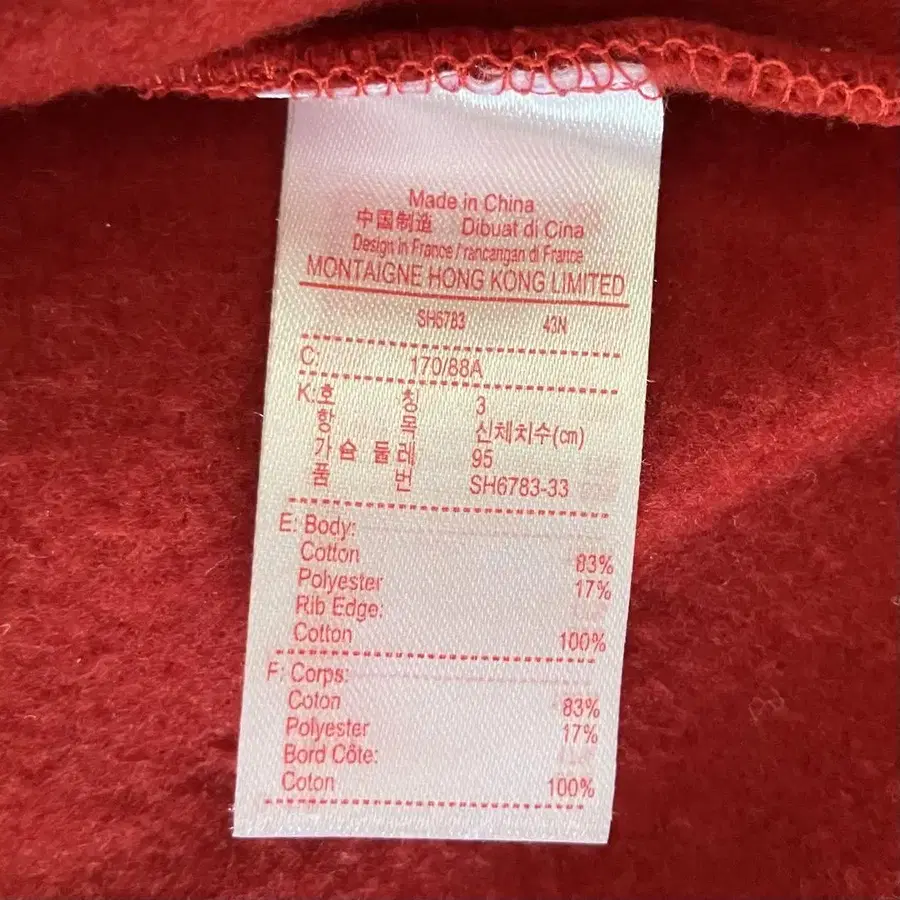 Made in China
中国制造 Dibuat di Cina
Design in France / rancangan di France
MONTAIGNE HONG KONG LIMITED
SH6783 43N
C: 170/88A
K: 호 칭 3
항 목 신체치수(cm)
가 슴 둘 레 95
품 번 SH6783-33
E: Body:
Cotton 83%
Polyester 17%
Rib Edge:
Cotton 100%
F: Corps:
Coton 83%
Polyester 17%
Bord Côte:
Coton 100%